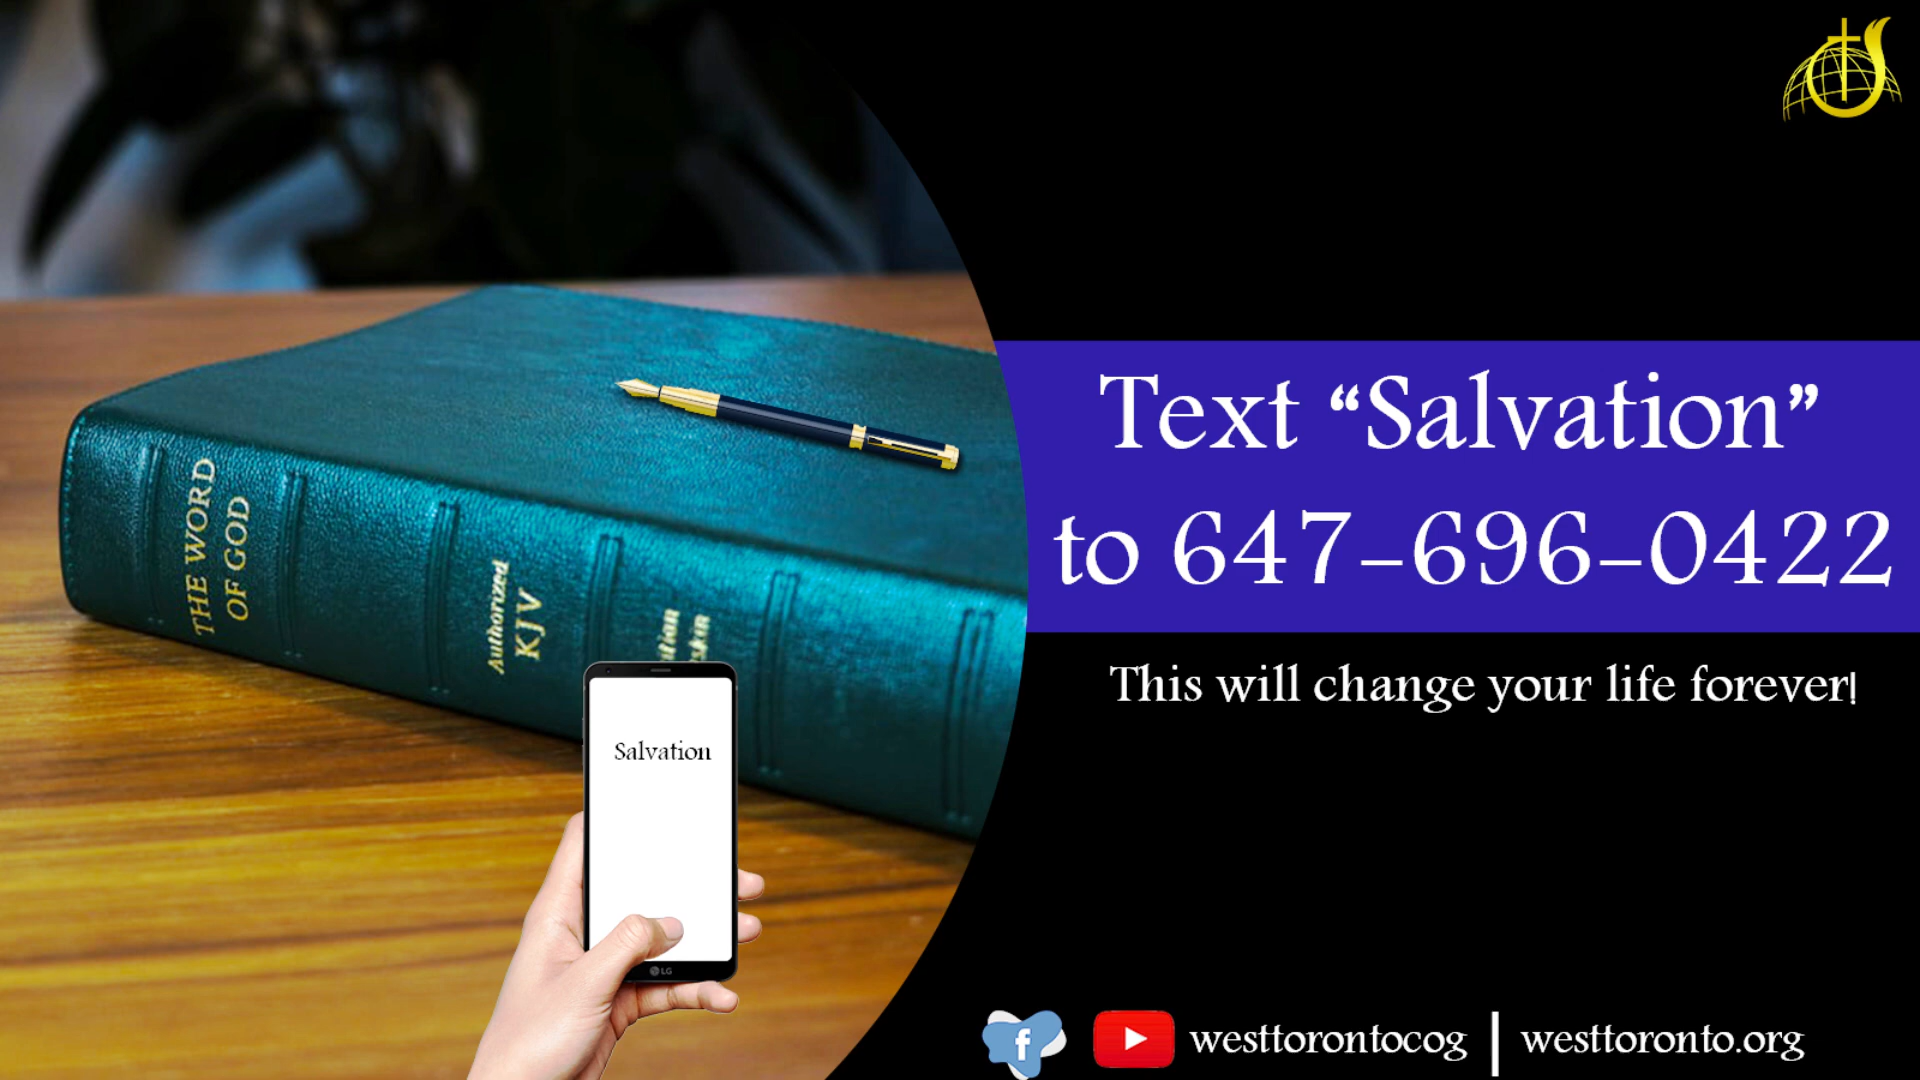 Text “Salvation”
to 647-696-0422
This will change your life forever!
THE WORD
OF GOD
Authorized
KJV
Salvation
LG
westtorontocog | westtoronto.org